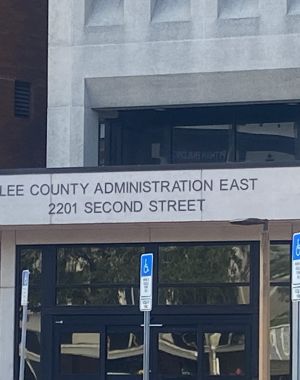 LEE COUNTY ADMINISTRATION EAST
2201 SECOND STREET